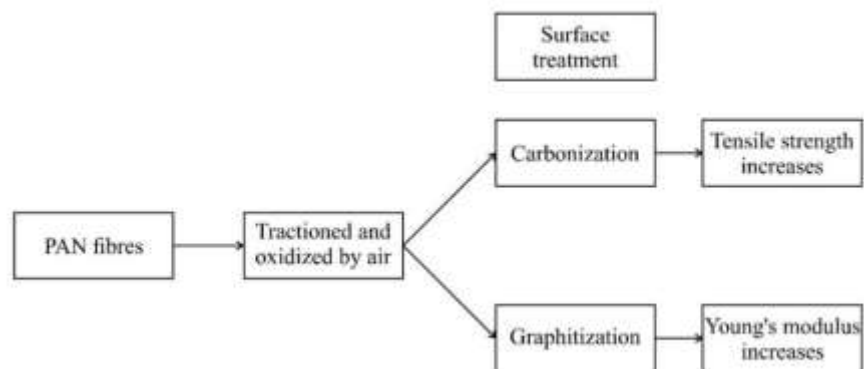 Surface
treatment
Carbonization
Tensile strength
increases
PAN fibres
Tractioned and
oxidized by air
Graphitization
Young's modulus
increases